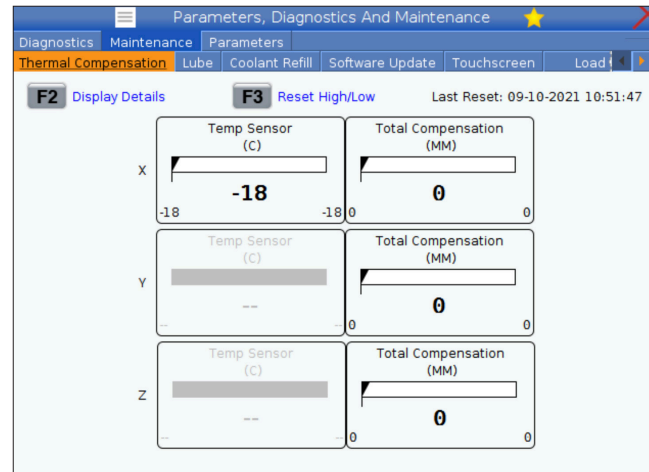 Parameters, Diagnostics And Maintenance
Diagnostics Maintenance Parameters
Thermal Compensation Lube Coolant Refill Software Update Touchscreen Load
F2 Display Details F3 Reset High/Low Last Reset: 09-10-2021 10:51:47
Temp Sensor Total Compensation
(C) (MM)
X
-18 0
-18 -18 0 0
Temp Sensor Total Compensation
(C) (MM)
Y
-- 0
-- -- 0 0
Temp Sensor Total Compensation
(C) (MM)
Z
-- 0
-- -- 0 0